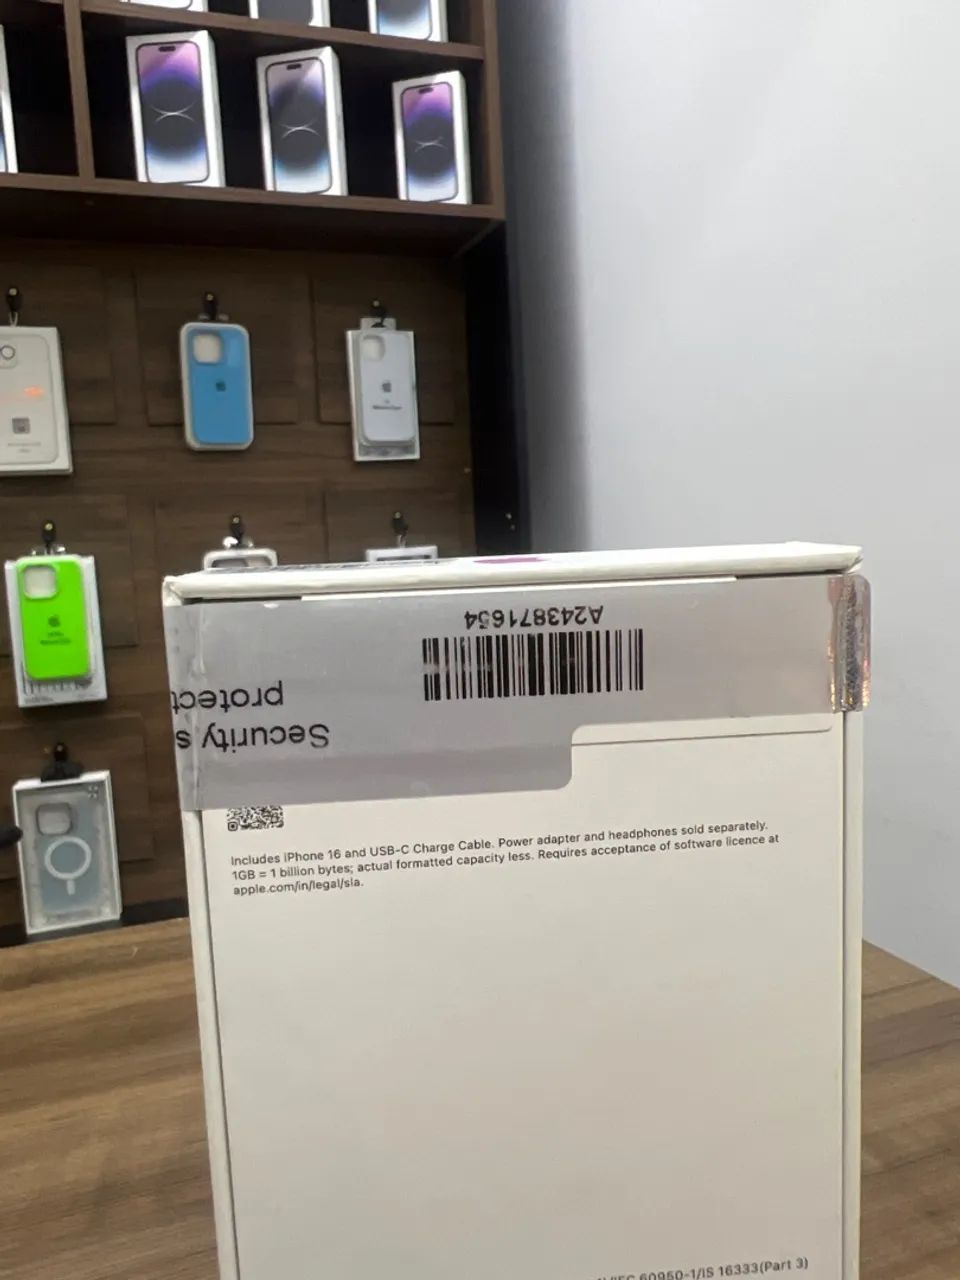 A243871654
Security s
protect
Includes iPhone 16 and USB-C Charge Cable. Power adapter and headphones sold separately.
1GB = 1 billion bytes; actual formatted capacity less. Requires acceptance of software licence at
apple.com/in/legal/sla.
60950-1/IS 16333(Part 3)